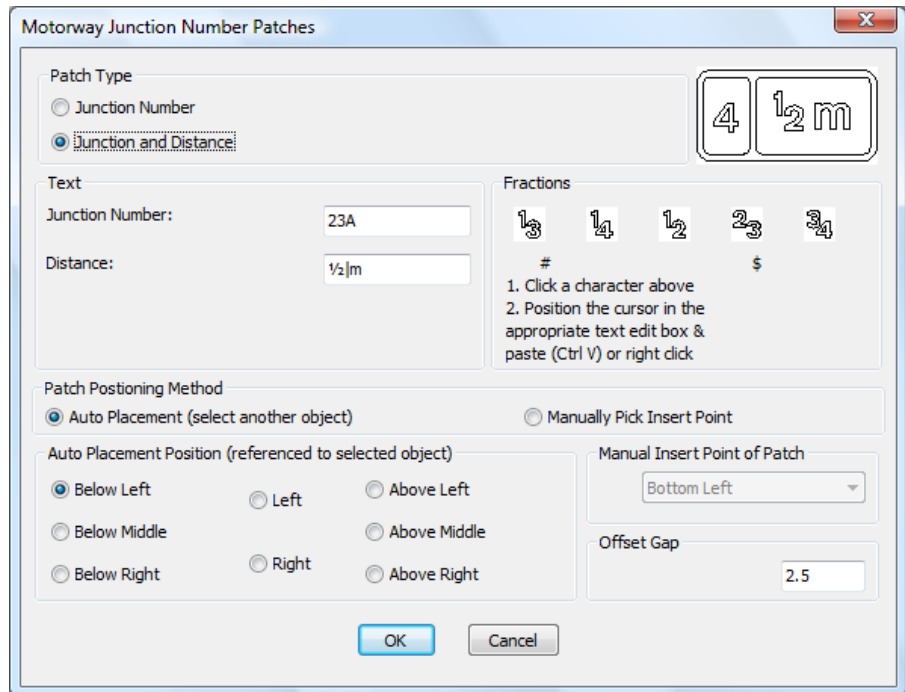 Motorway Junction Number Patches
Patch Type
Junction Number
Junction and Distance
4 ½ m
Text
Junction Number: 23A
Distance: ½|m
Fractions
⅓ ¼ ½ ⅔ ¾
# $
1. Click a character above
2. Position the cursor in the
appropriate text edit box &
paste (Ctrl V) or right click
Patch Postioning Method
Auto Placement (select another object)
Manually Pick Insert Point
Auto Placement Position (referenced to selected object)
Below Left
Left
Above Left
Below Middle
Above Middle
Below Right
Right
Above Right
Manual Insert Point of Patch
Bottom Left
Offset Gap
2.5
OK
Cancel